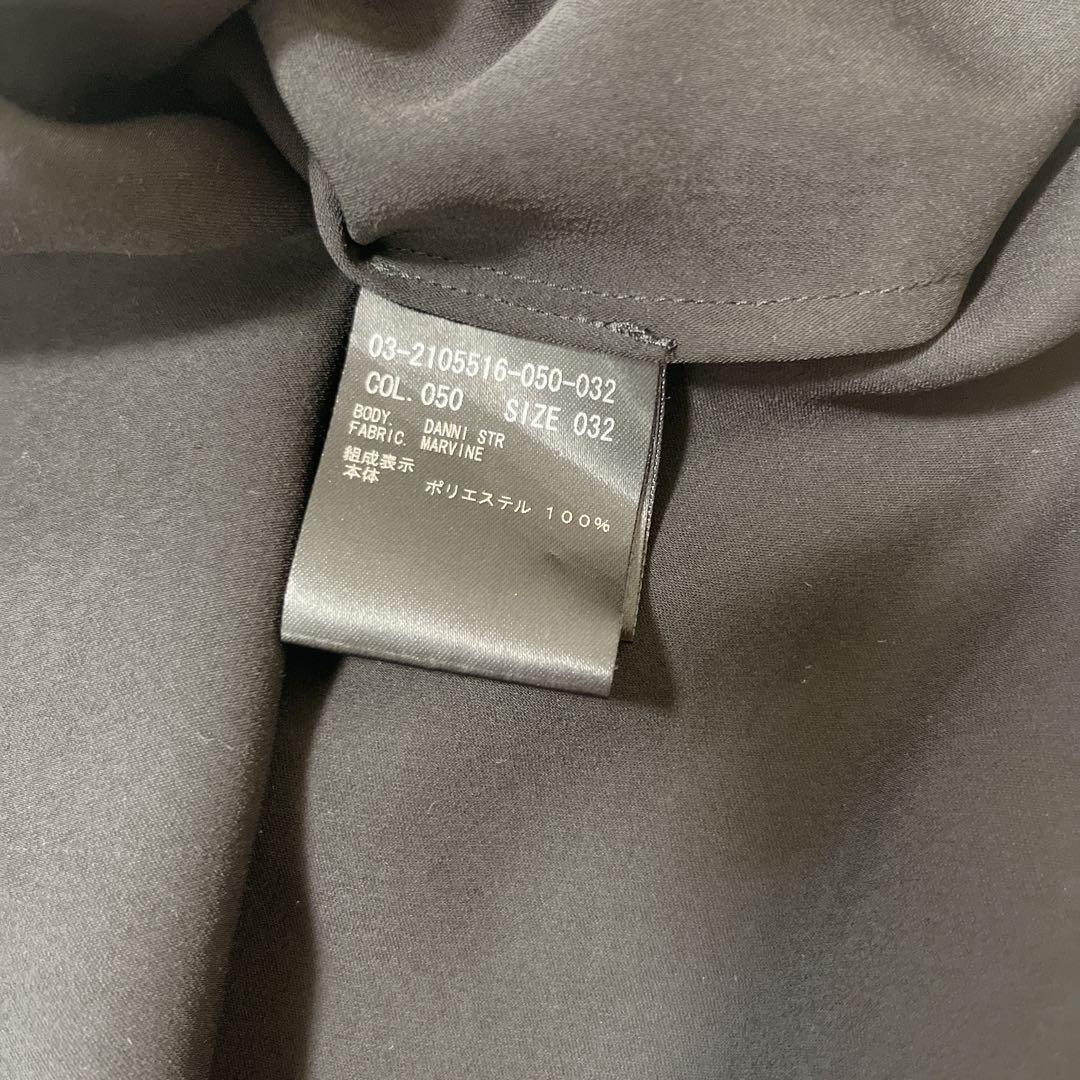 03-2105516-050-032
COL. 050 SIZE 032
BODY. DANNI STR
FABRIC. MARVINE
組成表示
本体 ポリエステル 100%